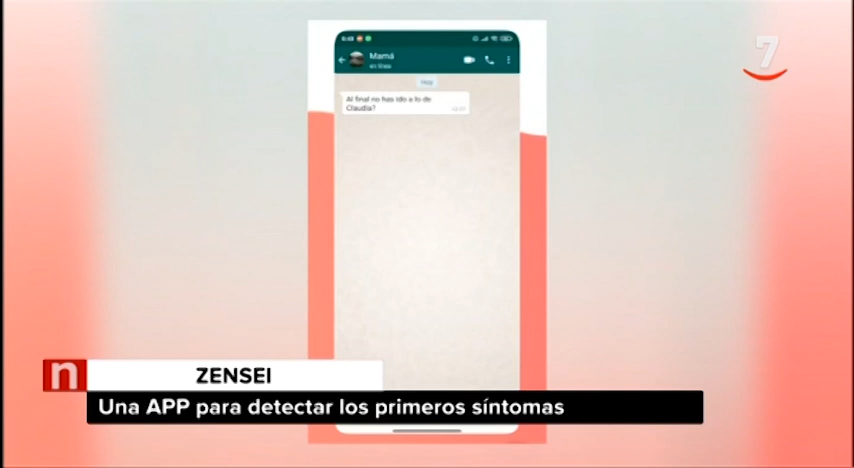 7
Mamá
en línea
Hoy
Al final no has ido a lo de
Claudia?
n
ZENSEI
Una APP para detectar los primeros síntomas